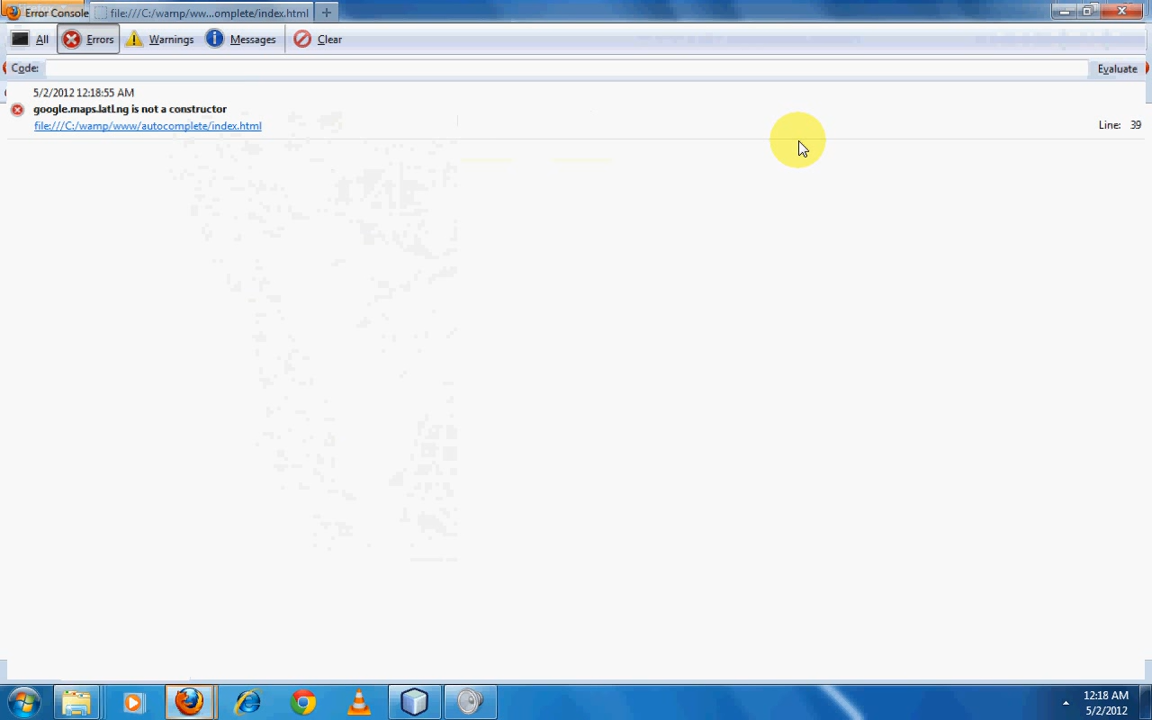 Error Console
file:///C:/wamp/ww...omplete/index.html
All Errors Warnings Messages Clear
Code: Evaluate
5/2/2012 12:18:55 AM
google.maps.latLng is not a constructor
file:///C:/wamp/www/autocomplete/index.html
Line: 39
12:18 AM
5/2/2012